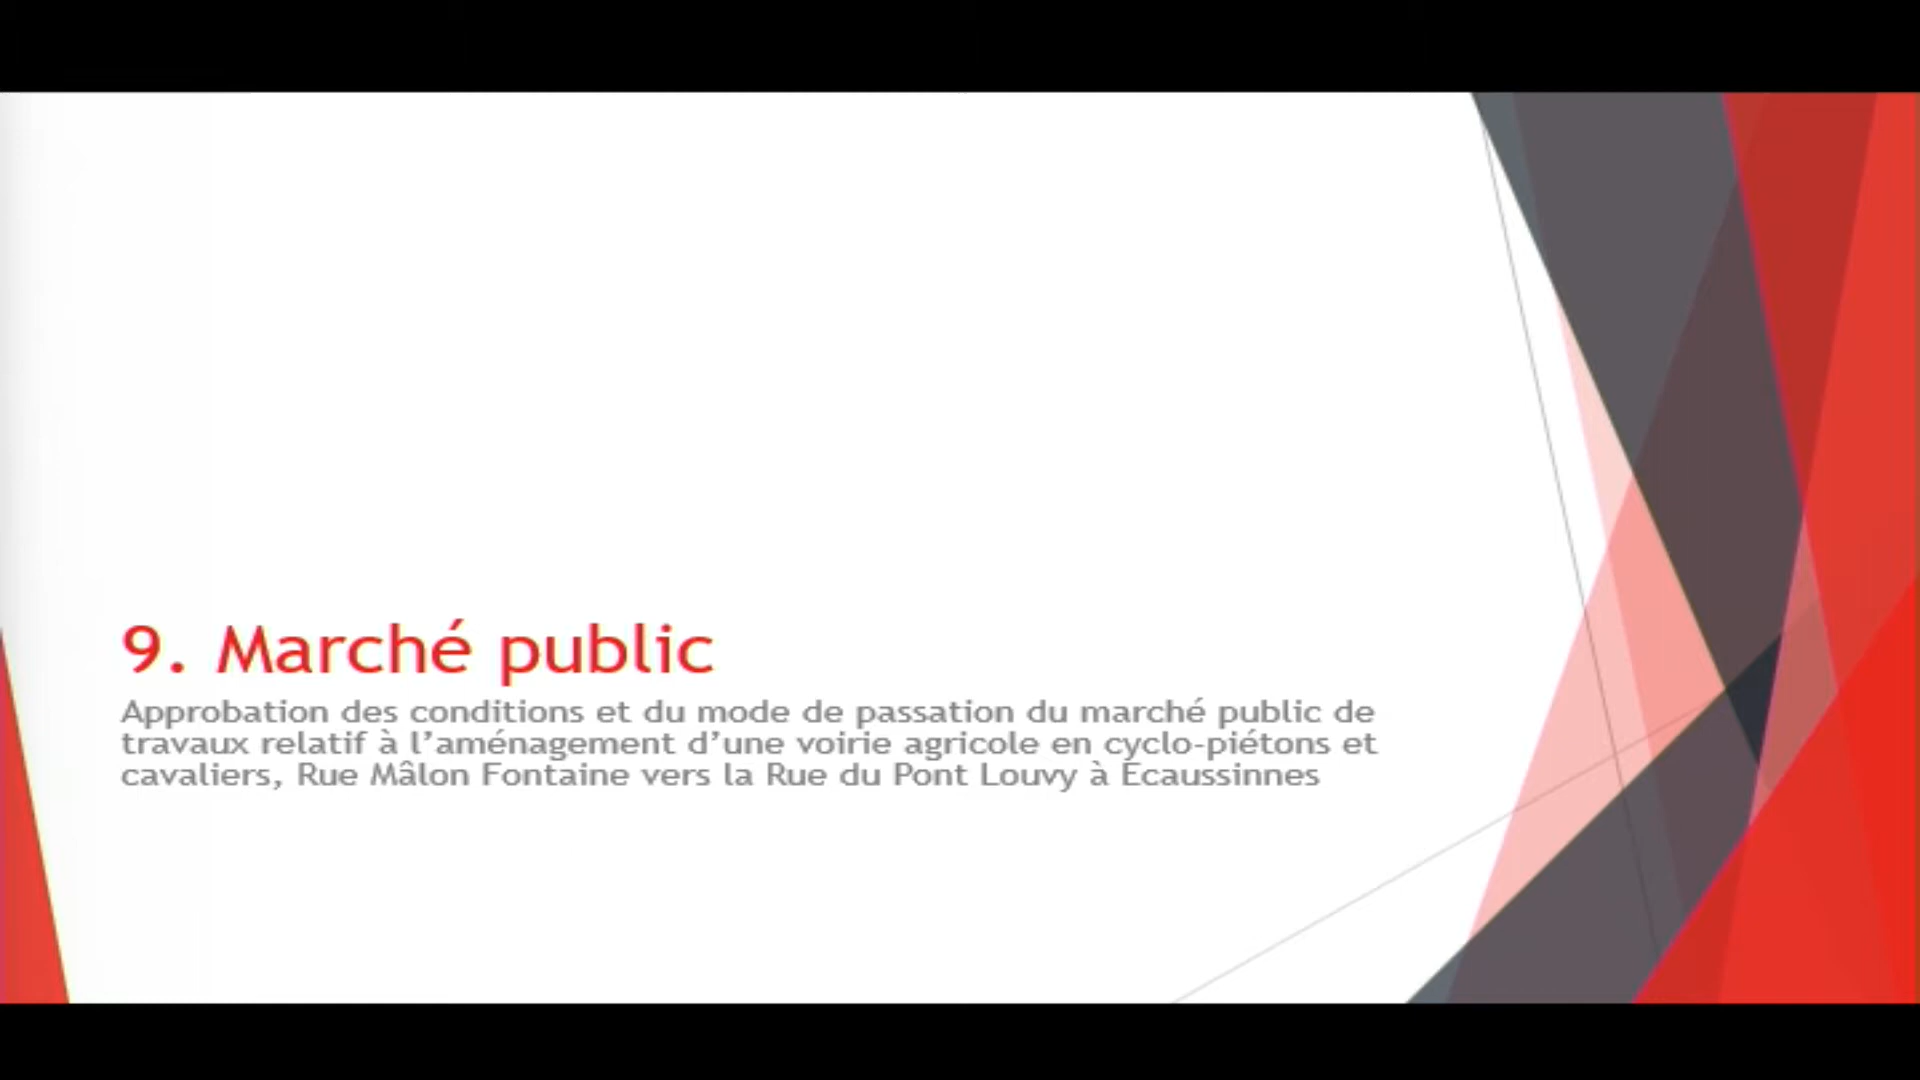 9. Marché public
Approbation des conditions et du mode de passation du marché public de
travaux relatif à l’aménagement d’une voirie agricole en cyclo-piétons et
cavaliers, Rue Mâlon Fontaine vers la Rue du Pont Louvy à Ecaussinnes